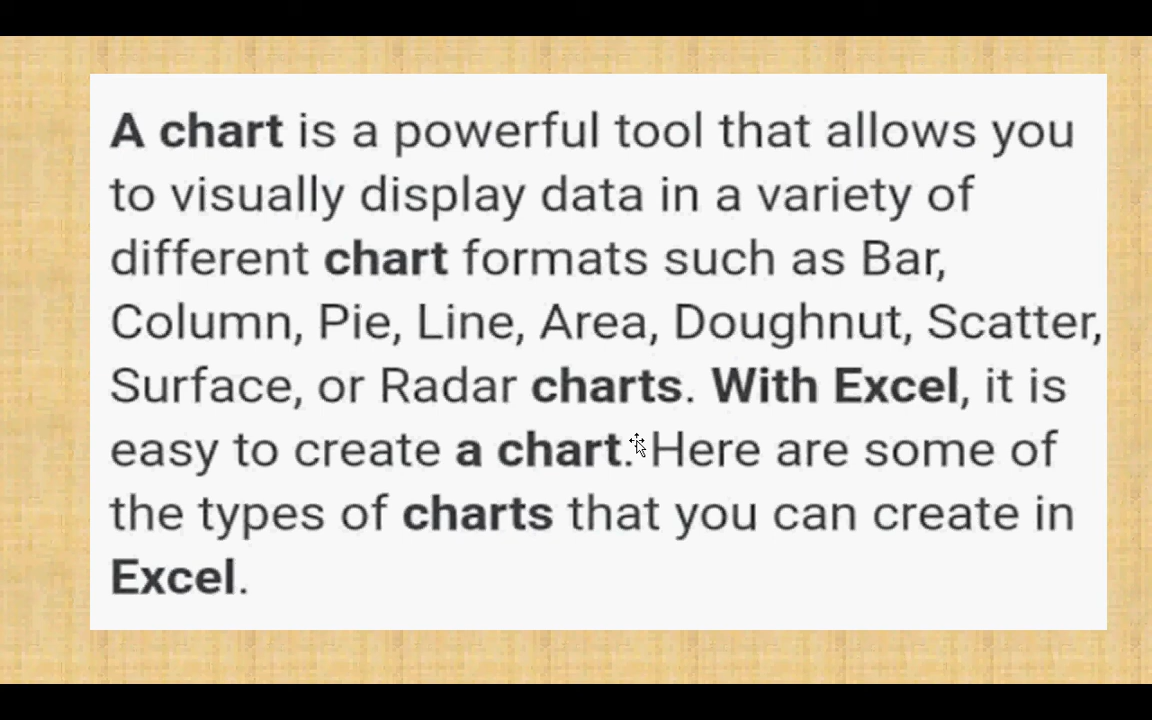 A chart is a powerful tool that allows you
to visually display data in a variety of
different chart formats such as Bar,
Column, Pie, Line, Area, Doughnut, Scatter,
Surface, or Radar charts. With Excel, it is
easy to create a chart. Here are some of
the types of charts that you can create in
Excel.